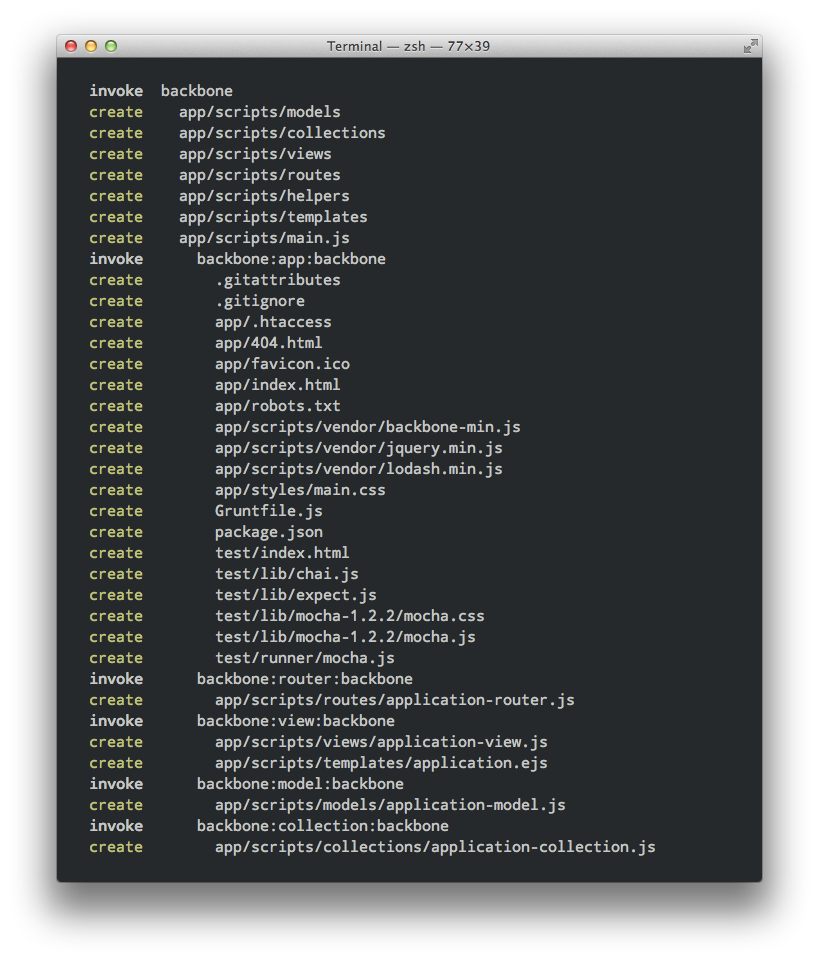 Terminal — zsh — 77×39
invoke  backbone
create    app/scripts/models
create    app/scripts/collections
create    app/scripts/views
create    app/scripts/routes
create    app/scripts/helpers
create    app/scripts/templates
create    app/scripts/main.js
invoke      backbone:app:backbone
create        .gitattributes
create        .gitignore
create        app/.htaccess
create        app/404.html
create        app/favicon.ico
create        app/index.html
create        app/robots.txt
create        app/scripts/vendor/backbone-min.js
create        app/scripts/vendor/jquery.min.js
create        app/scripts/vendor/lodash.min.js
create        app/styles/main.css
create        Gruntfile.js
create        package.json
create        test/index.html
create        test/lib/chai.js
create        test/lib/expect.js
create        test/lib/mocha-1.2.2/mocha.css
create        test/lib/mocha-1.2.2/mocha.js
create        test/runner/mocha.js
invoke      backbone:router:backbone
create        app/scripts/routes/application-router.js
invoke      backbone:view:backbone
create        app/scripts/views/application-view.js
create        app/scripts/templates/application.ejs
invoke      backbone:model:backbone
create        app/scripts/models/application-model.js
invoke      backbone:collection:backbone
create        app/scripts/collections/application-collection.js